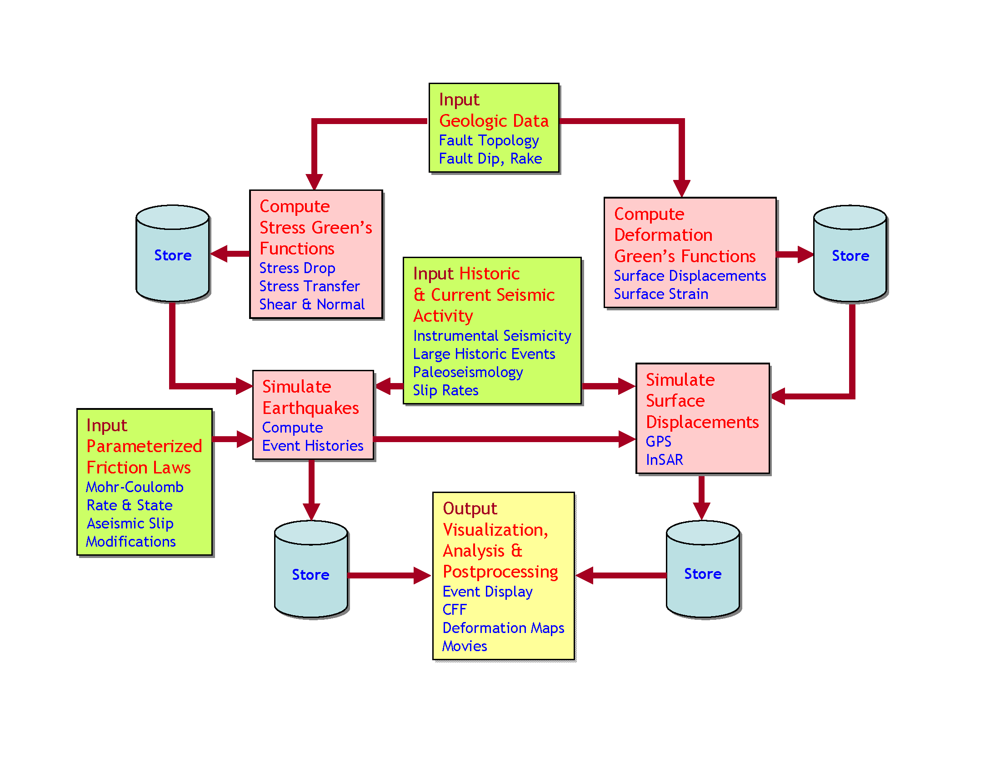 Input
Geologic Data
Fault Topology
Fault Dip, Rake
Compute
Stress Green’s
Functions
Stress Drop
Stress Transfer
Shear & Normal
Store
Compute
Deformation
Green’s Functions
Surface Displacements
Surface Strain
Store
Input Historic
& Current Seismic
Activity
Instrumental Seismicity
Large Historic Events
Paleoseismology
Slip Rates
Simulate
Earthquakes
Compute
Event Histories
Simulate
Surface
Displacements
GPS
InSAR
Input
Parameterized
Friction Laws
Mohr-Coulomb
Rate & State
Aseismic Slip
Modifications
Store
Output
Visualization,
Analysis &
Postprocessing
Event Display
CFF
Deformation Maps
Movies
Store